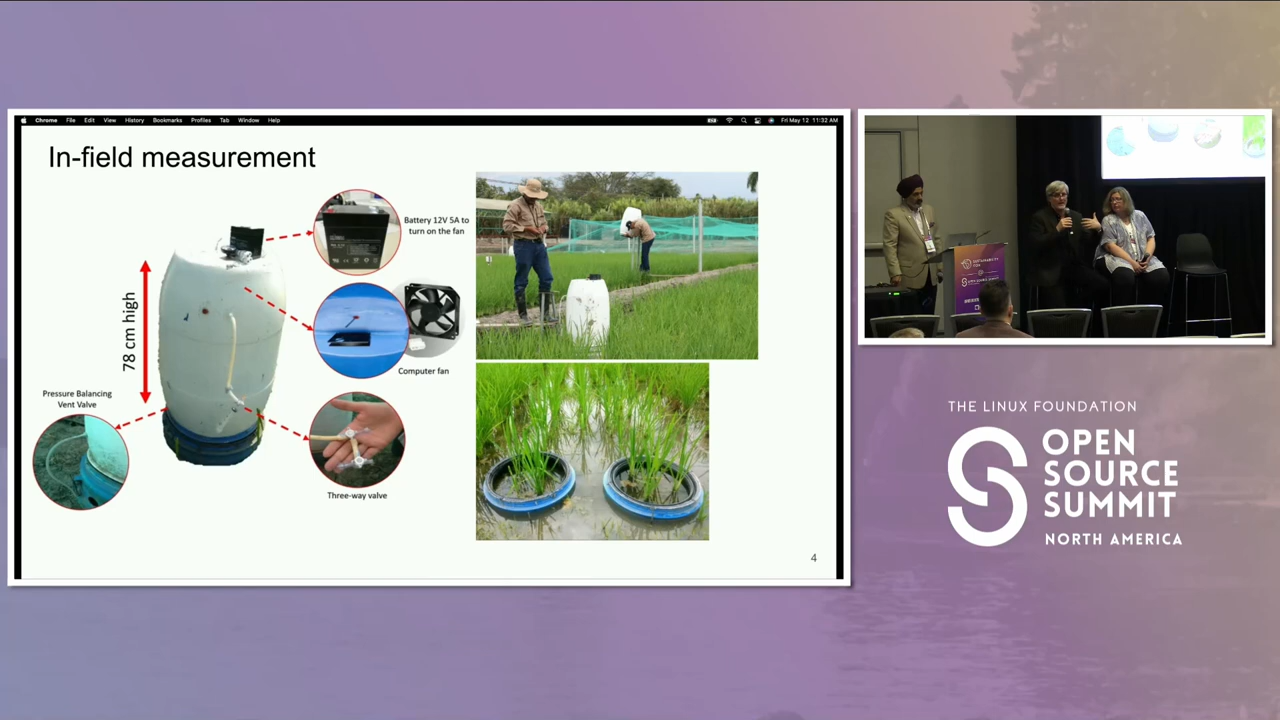 Chrome File Edit View History Bookmarks Profiles Tab Window Help
Fri May 12 11:32 AM
In-field measurement
Battery 12V 5A to
turn on the fan
78 cm high
Computer fan
Pressure Balancing
Vent Valve
Three-way valve
4
SUSTAINABILITY
THE LINUX FOUNDATION
OPEN
SOURCE
SUMMIT
NORTH AMERICA